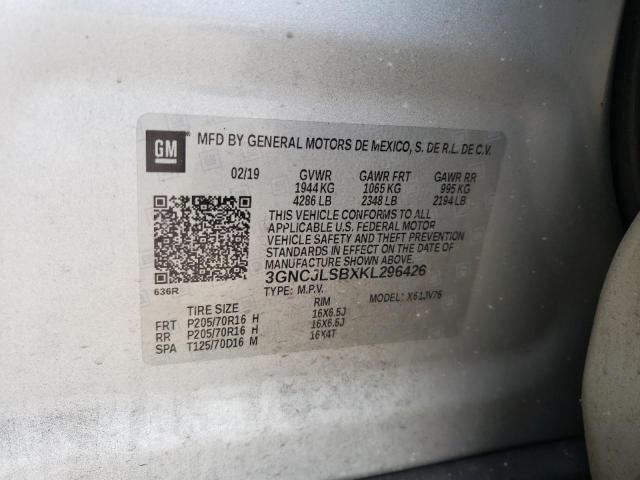 GM
MFD BY GENERAL MOTORS DE MEXICO, S. DE R.L. DE C.V.
02/19 GVWR GAWR FRT GAWR RR
1944 KG 1065 KG 995 KG
4286 LB 2348 LB 2194 LB
THIS VEHICLE CONFORMS TO ALL
APPLICABLE U.S. FEDERAL MOTOR
VEHICLE SAFETY AND THEFT PREVENTION
STANDARDS IN EFFECT ON THE DATE OF
MANUFACTURE SHOWN ABOVE.
3GNCJLSBXKL296426
636R
TYPE: M.P.V. MODEL: X61JV76
TIRE SIZE RIM
FRT P205/70R16 H 16X6.5J
RR P205/70R16 H 16X6.5J
SPA T125/70D16 M 16X4T